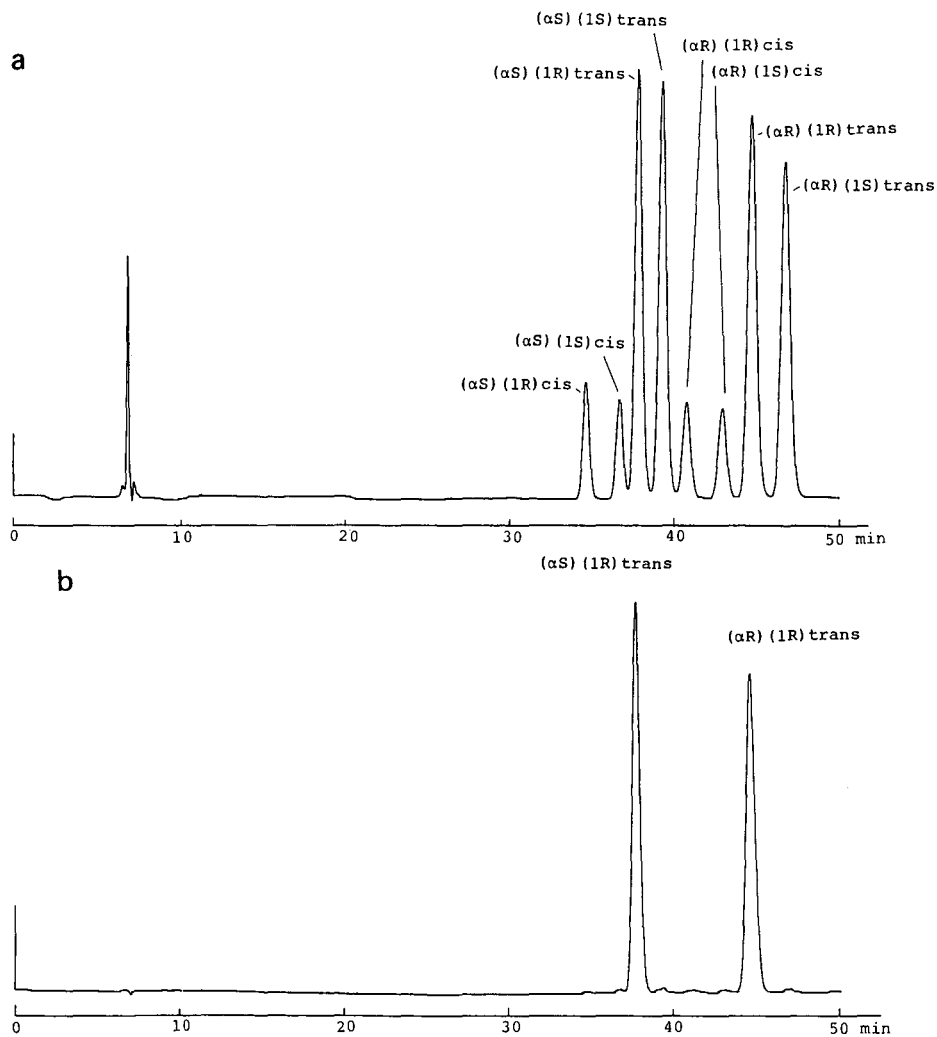 a
(αS)(1S)trans
(αR)(1R)cis
(αS)(1R)trans
(αR)(1S)cis
(αR)(1R)trans
(αR)(1S)trans
(αS)(1S)cis
(αS)(1R)cis
0 10 20 30 40 50 min
b
(αS)(1R)trans
(αR)(1R)trans
0 10 20 30 40 50 min